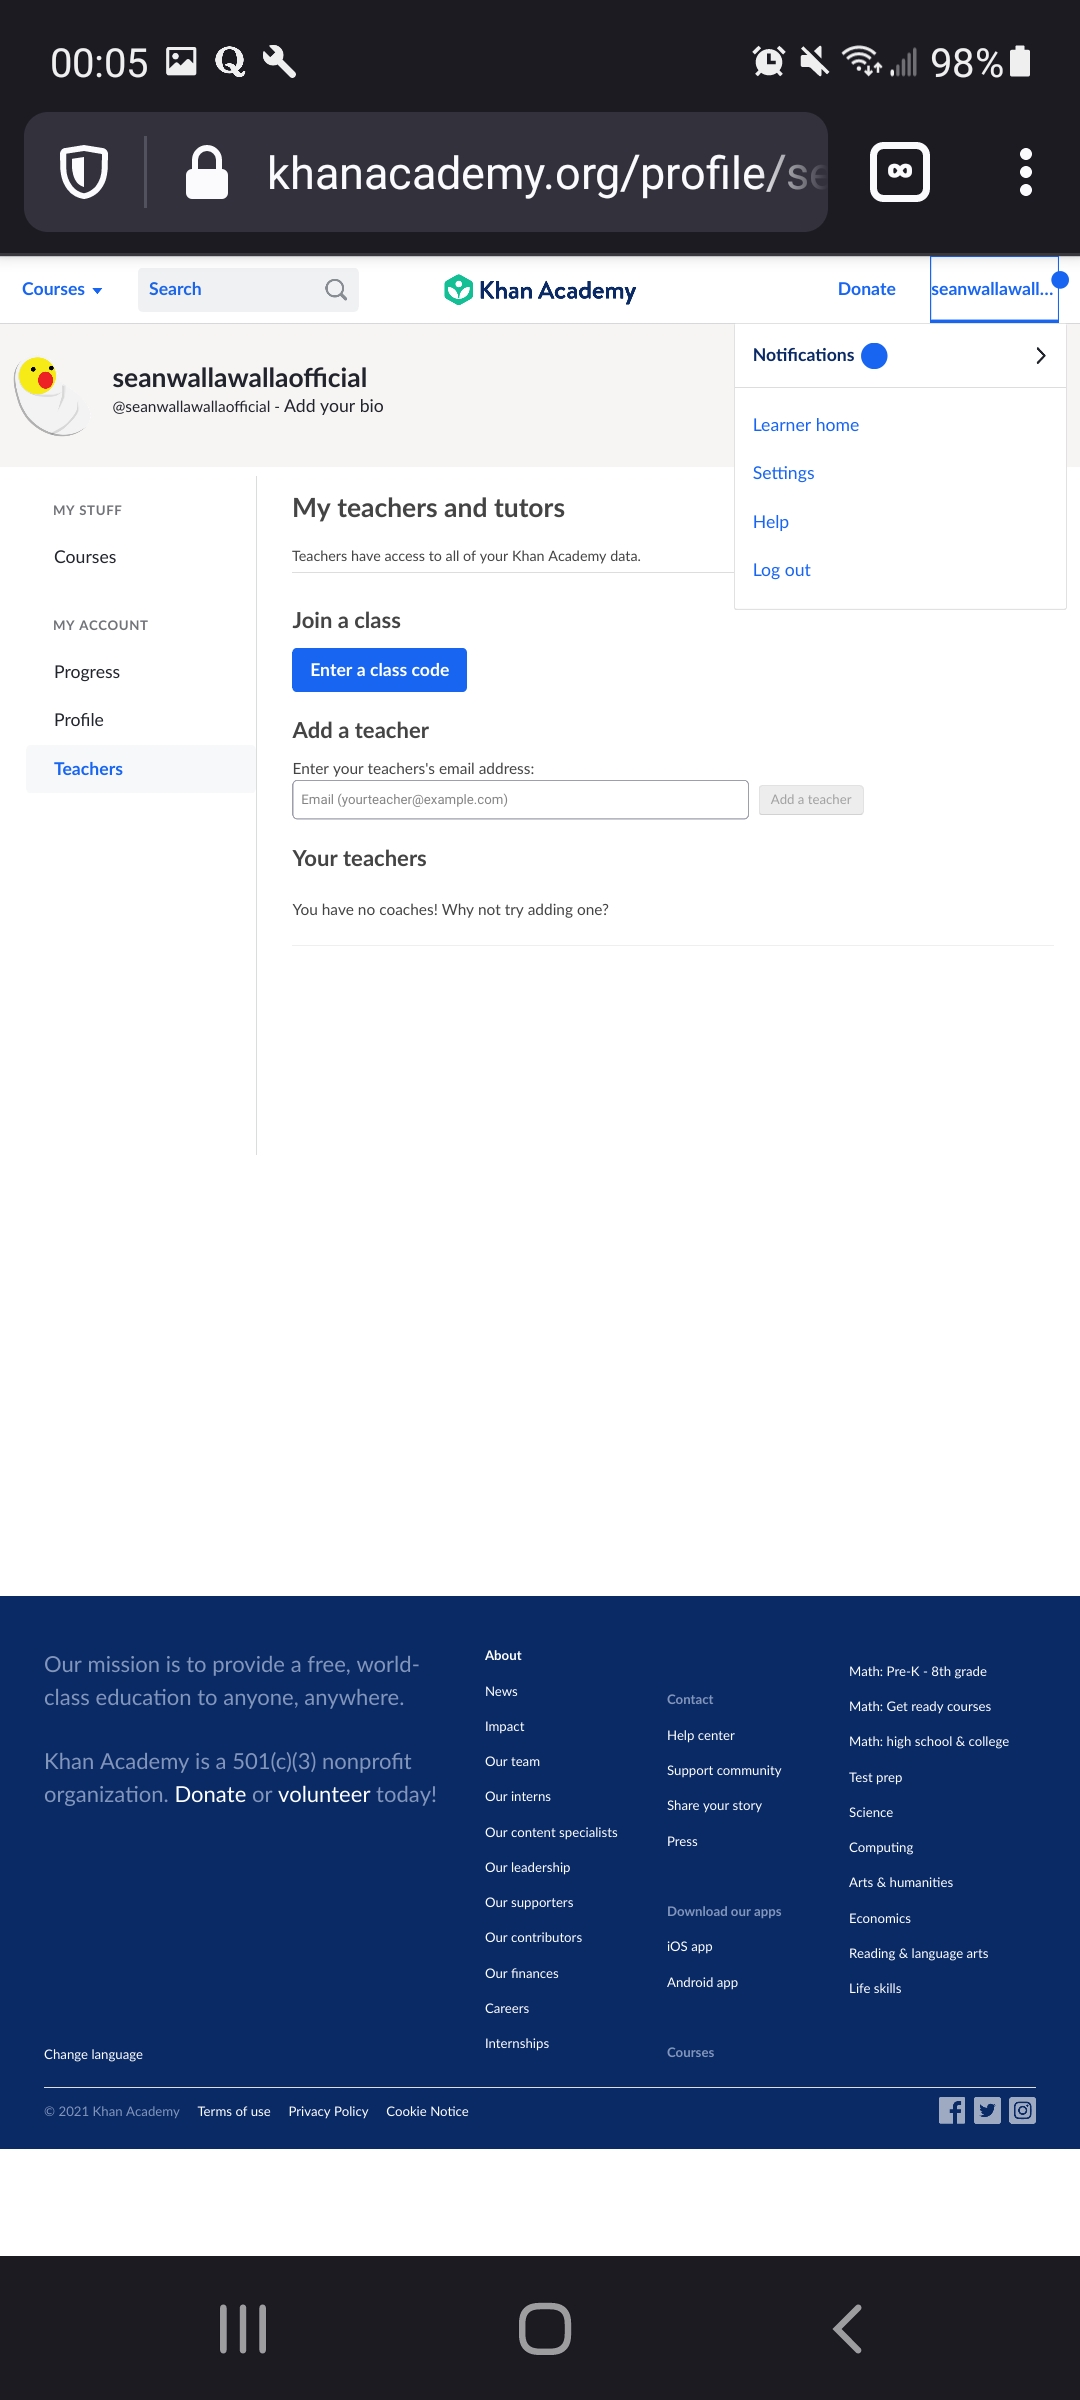 00:05
98%
khanacademy.org/profile/se
Courses
Search
Khan Academy
Donate
seanwallawall...
Notifications
Learner home
Settings
Help
Log out
seanwallawallaofficial
@seanwallawallaofficial - Add your bio
MY STUFF
Courses
MY ACCOUNT
Progress
Profile
Teachers
My teachers and tutors
Teachers have access to all of your Khan Academy data.
Join a class
Enter a class code
Add a teacher
Enter your teachers's email address:
Email (yourteacher@example.com)
Add a teacher
Your teachers
You have no coaches! Why not try adding one?
Our mission is to provide a free, world-
class education to anyone, anywhere.
Khan Academy is a 501(c)(3) nonprofit
organization. Donate or volunteer today!
About
News
Impact
Our team
Our interns
Our content specialists
Our leadership
Our supporters
Our contributors
Our finances
Careers
Internships
Contact
Help center
Support community
Share your story
Press
Download our apps
iOS app
Android app
Courses
Math: Pre-K - 8th grade
Math: Get ready courses
Math: high school & college
Test prep
Science
Computing
Arts & humanities
Economics
Reading & language arts
Life skills
Change language
© 2021 Khan Academy
Terms of use
Privacy Policy
Cookie Notice